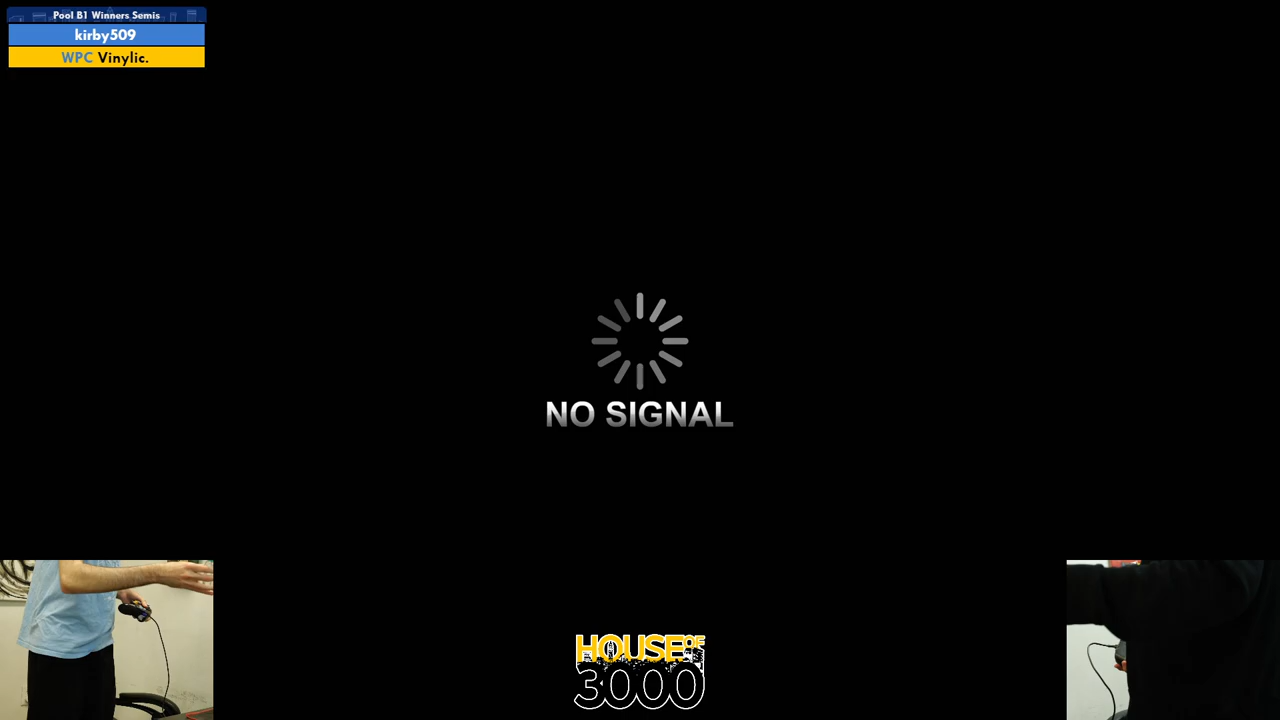 Pool B1 Winners Semis
kirby509
WPC Vinylic.
NO SIGNAL
HOUSE OF
3000